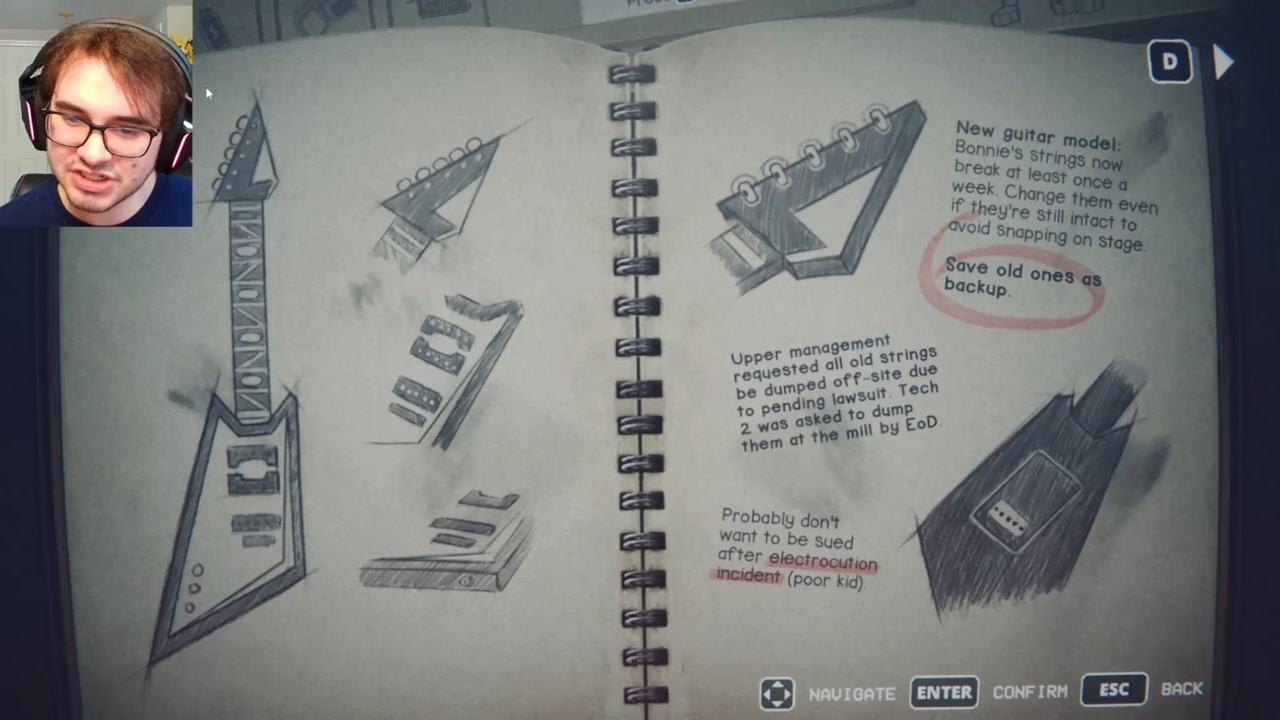 D
New guitar model:
Bonnie's strings now
break at least once a
week. Change them even
if they're still intact to
avoid snapping on stage.
Save old ones as
backup.
Upper management
requested all old strings
be dumped off-site due
to pending lawsuit. Tech
2 was asked to dump
them at the mill by EoD.
Probably don't
want to be sued
after electrocution
incident (poor kid).
NAVIGATE ENTER CONFIRM ESC BACK